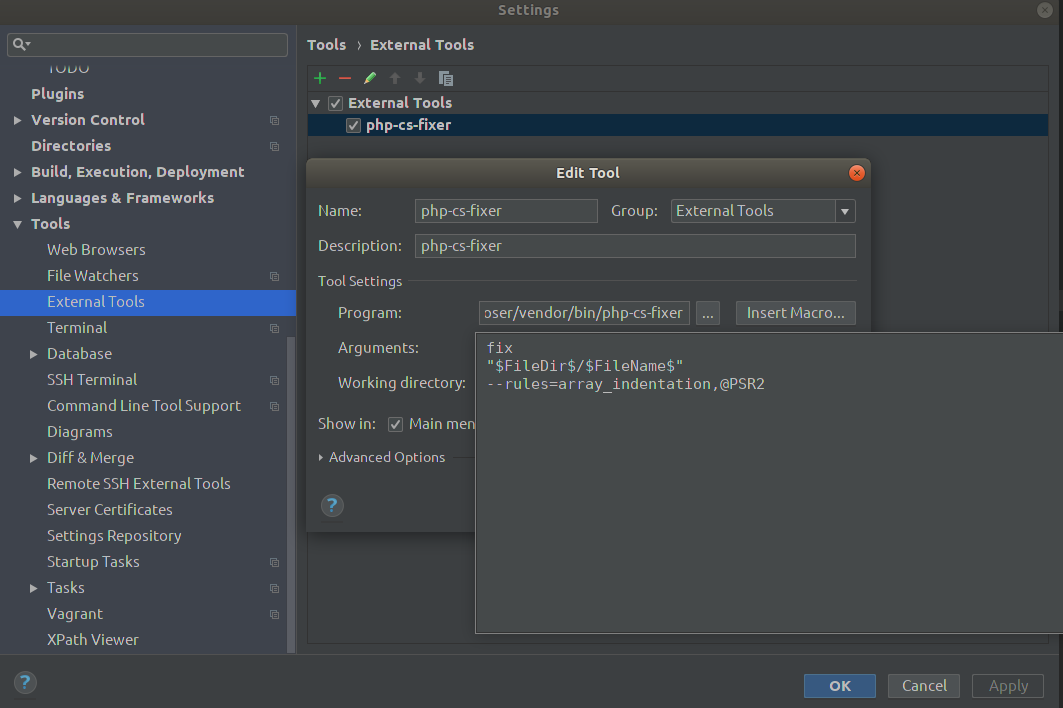 Settings
Tools › External Tools
TODO
Plugins
Version Control
Directories
Build, Execution, Deployment
Languages & Frameworks
Tools
Web Browsers
File Watchers
External Tools
Terminal
Database
SSH Terminal
Command Line Tool Support
Diagrams
Diff & Merge
Remote SSH External Tools
Server Certificates
Settings Repository
Startup Tasks
Tasks
Vagrant
XPath Viewer
External Tools
php-cs-fixer
Edit Tool
Name: php-cs-fixer Group: External Tools
Description: php-cs-fixer
Tool Settings
Program: oser/vendor/bin/php-cs-fixer ... Insert Macro...
Arguments:
Working directory:
Show in: Main men
Advanced Options
?
fix
"$FileDir$/$FileName$"
--rules=array_indentation,@PSR2
?
OK Cancel Apply